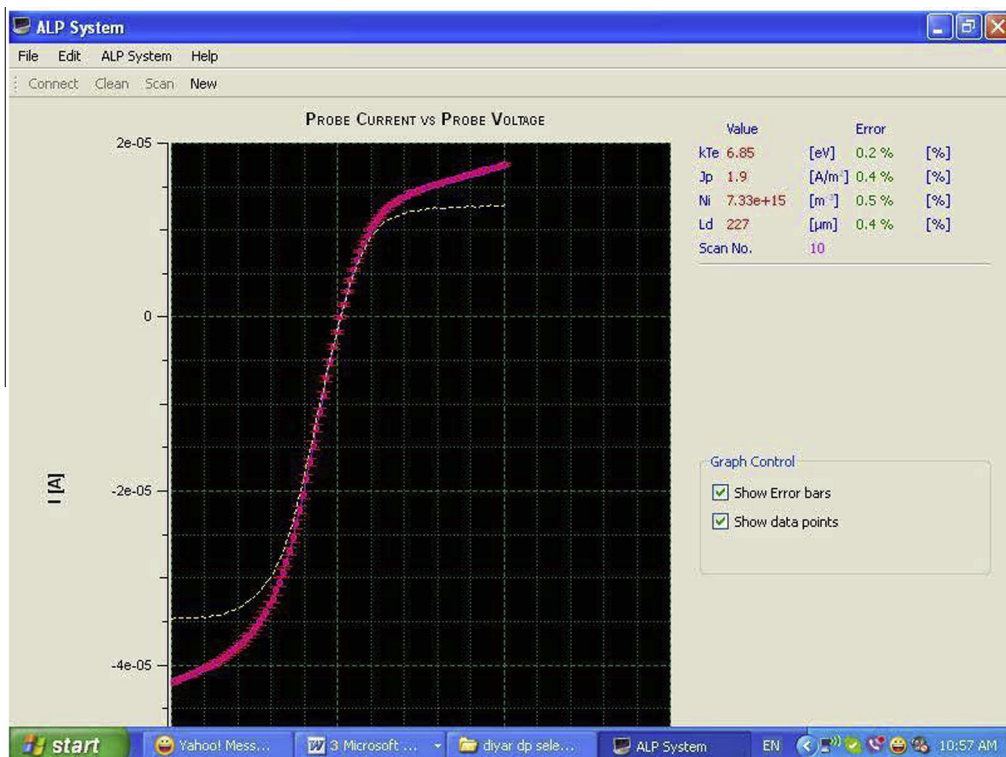 ALP System
File Edit ALP System Help
Connect Clean Scan New
PROBE CURRENT VS PROBE VOLTAGE
Value Error
kTe 6.85 [eV] 0.2 % [%]
Jp 1.9 [A/m⁻²] 0.4 % [%]
Ni 7.33e+15 [m⁻³] 0.5 % [%]
Ld 227 [µm] 0.4 % [%]
Scan No. 10
2e-05
0
-2e-05
-4e-05
I [A]
Graph Control
Show Error bars
Show data points
start Yahoo! Mess... 3 Microsoft ... diyar dp sele... ALP System EN 10:57 AM